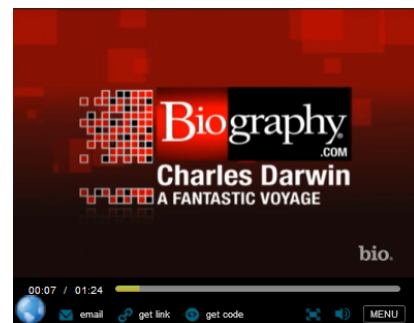 Biography
.COM
Charles Darwin
A FANTASTIC VOYAGE
bio.
00:07 / 01:24
email get link get code MENU